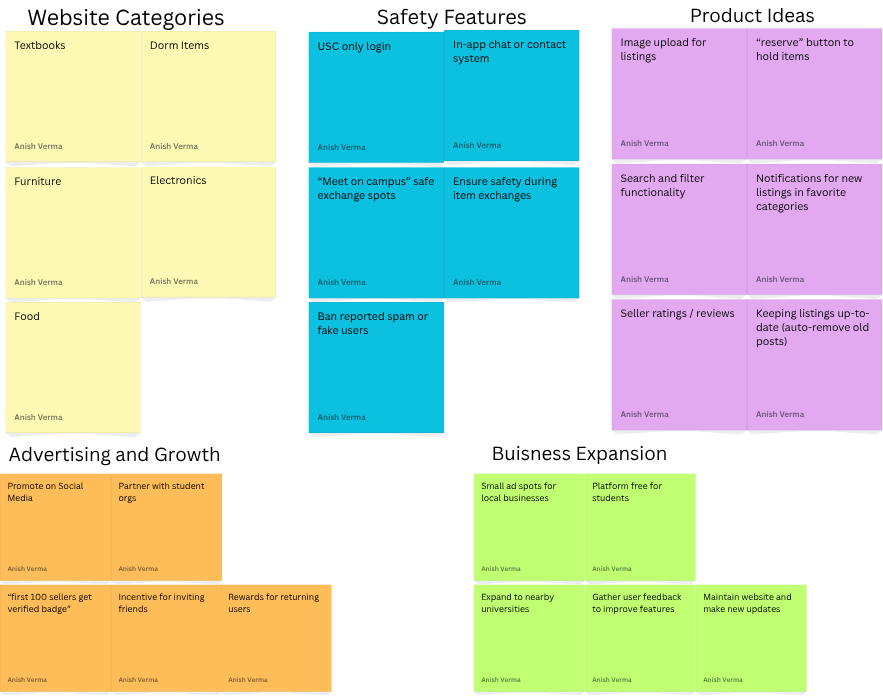 Website Categories
Textbooks
Anish Verma
Dorm Items
Anish Verma
Furniture
Anish Verma
Electronics
Anish Verma
Food
Anish Verma
Safety Features
USC only login
Anish Verma
In-app chat or contact
system
Anish Verma
“Meet on campus” safe
exchange spots
Anish Verma
Ensure safety during
item exchanges
Anish Verma
Ban reported spam or
fake users
Anish Verma
Product Ideas
Image upload for
listings
Anish Verma
“reserve” button to
hold items
Anish Verma
Search and filter
functionality
Anish Verma
Notifications for new
listings in favorite
categories
Anish Verma
Seller ratings / reviews
Anish Verma
Keeping listings up-to-
date (auto-remove old
posts)
Anish Verma
Advertising and Growth
Promote on Social
Media
Anish Verma
Partner with student
orgs
Anish Verma
“first 100 sellers get
verified badge”
Anish Verma
Incentive for inviting
friends
Anish Verma
Rewards for returning
users
Anish Verma
Buisness Expansion
Small ad spots for
local businesses
Anish Verma
Platform free for
students
Anish Verma
Expand to nearby
universities
Anish Verma
Gather user feedback
to improve features
Anish Verma
Maintain website and
make new updates
Anish Verma